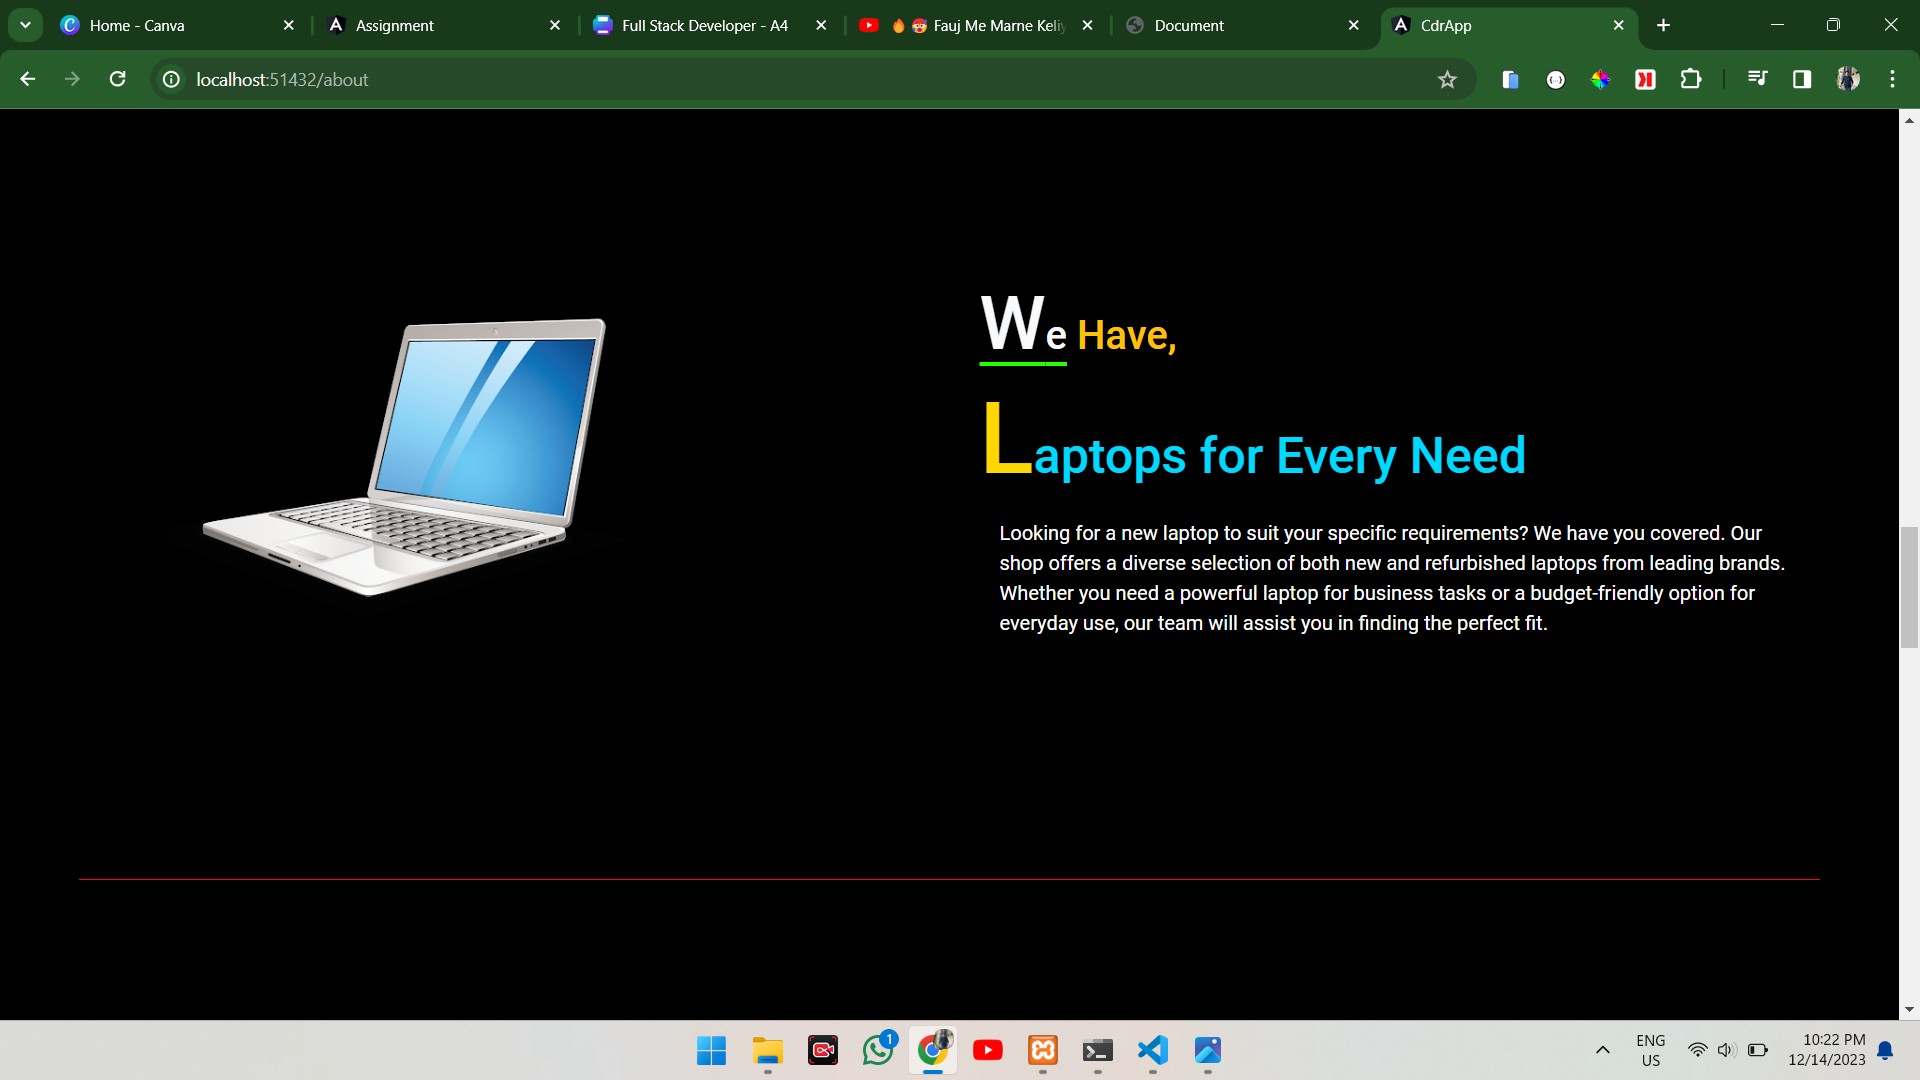 Home - Canva
Assignment
Full Stack Developer - A4
Fauj Me Marne Keliy
Document
CdrApp
localhost:51432/about
We Have,
Laptops for Every Need
Looking for a new laptop to suit your specific requirements? We have you covered. Our
shop offers a diverse selection of both new and refurbished laptops from leading brands.
Whether you need a powerful laptop for business tasks or a budget-friendly option for
everyday use, our team will assist you in finding the perfect fit.
1
ENG
US
10:22 PM
12/14/2023